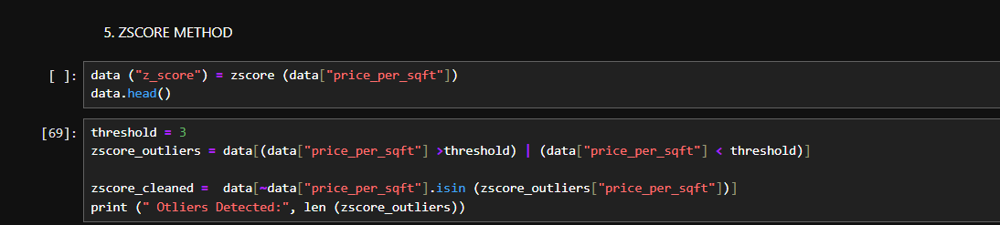 5. ZSCORE METHOD
[ ]:
data ("z_score") = zscore (data["price_per_sqft"])
data.head()
[69]:
threshold = 3
zscore_outliers = data[(data["price_per_sqft"] >threshold) | (data["price_per_sqft"] < threshold)]
zscore_cleaned =  data[~data["price_per_sqft"].isin (zscore_outliers["price_per_sqft"])]
print (" Otliers Detected:", len (zscore_outliers))